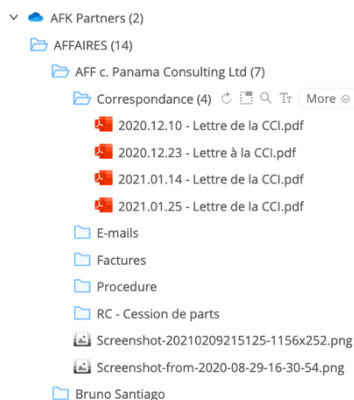 AFK Partners (2)
AFFAIRES (14)
AFF c. Panama Consulting Ltd (7)
Correspondance (4) Tт More
2020.12.10 - Lettre de la CCI.pdf
2020.12.23 - Lettre à la CCI.pdf
2021.01.14 - Lettre de la CCI.pdf
2021.01.25 - Lettre de la CCI.pdf
E-mails
Factures
Procedure
RC - Cession de parts
Screenshot-20210209215125-1156x252.png
Screenshot-from-2020-08-29-16-30-54.png
Bruno Santiago